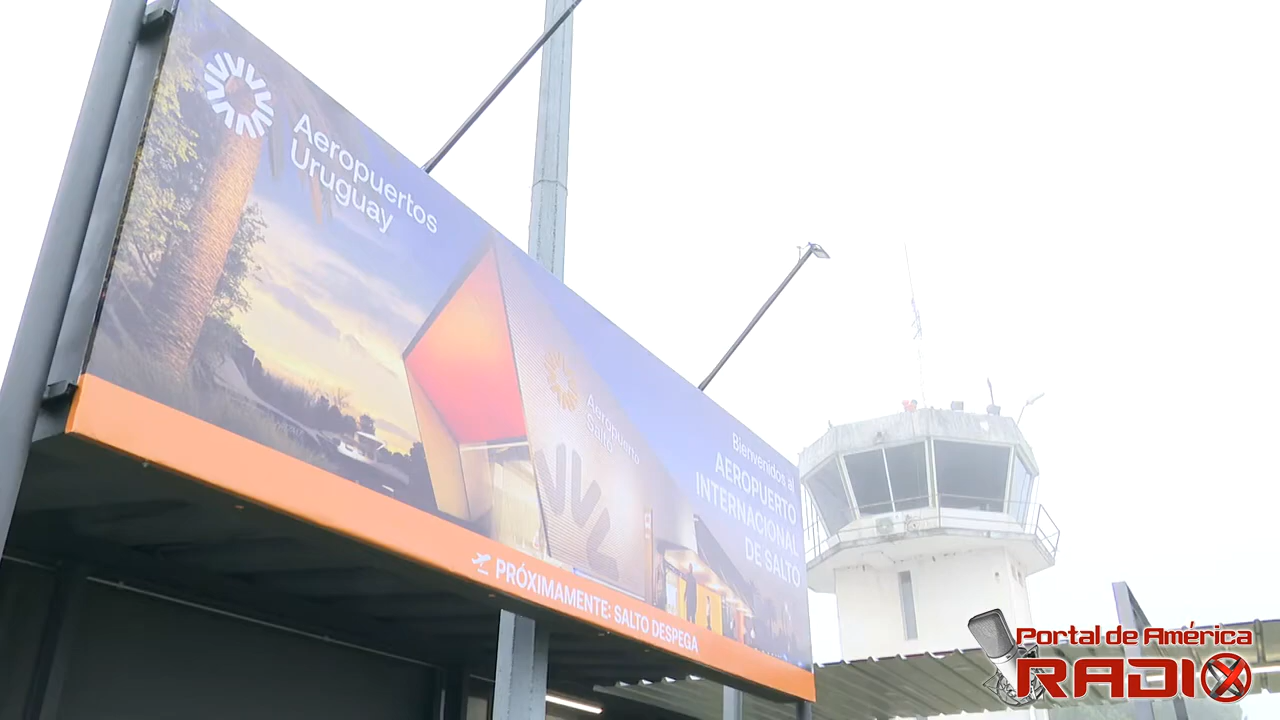 Aeropuertos
Uruguay
Aeropuerto
Salto
Bienvenidos al
AEROPUERTO
INTERNACIONAL
DE SALTO
PRÓXIMAMENTE: SALTO DESPEGA
Portal de América
RADIO